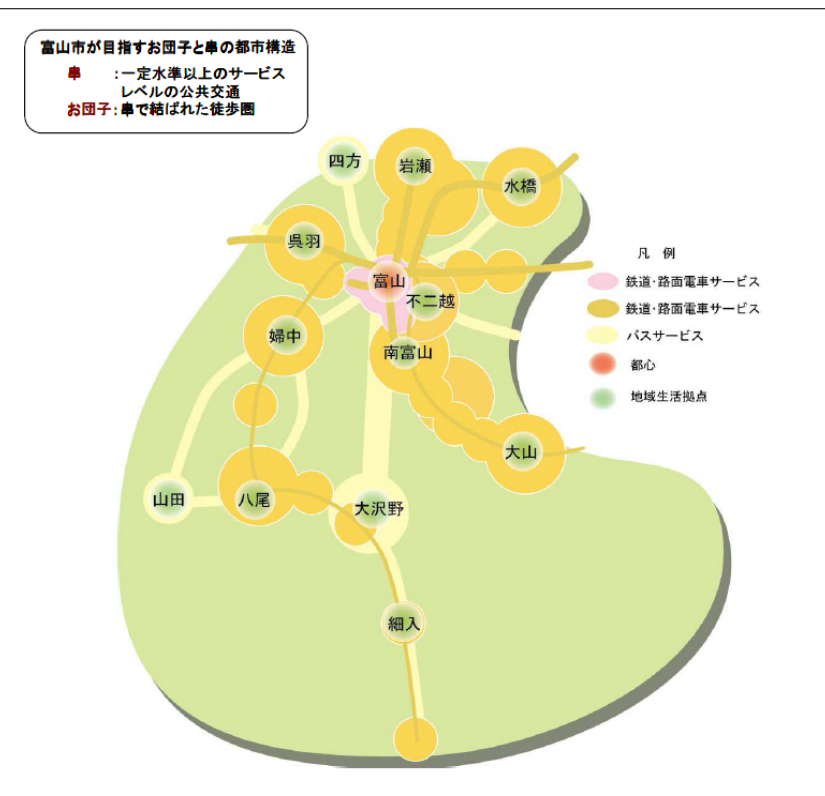 富山市が目指すお団子と串の都市構造
串　：一定水準以上のサービス
レベルの公共交通
お団子：串で結ばれた徒歩圏
四方
岩瀬
水橋
呉羽
富山
不二越
婦中
南富山
大山
山田
八尾
大沢野
細入
凡　例
鉄道・路面電車サービス
鉄道・路面電車サービス
バスサービス
都心
地域生活拠点